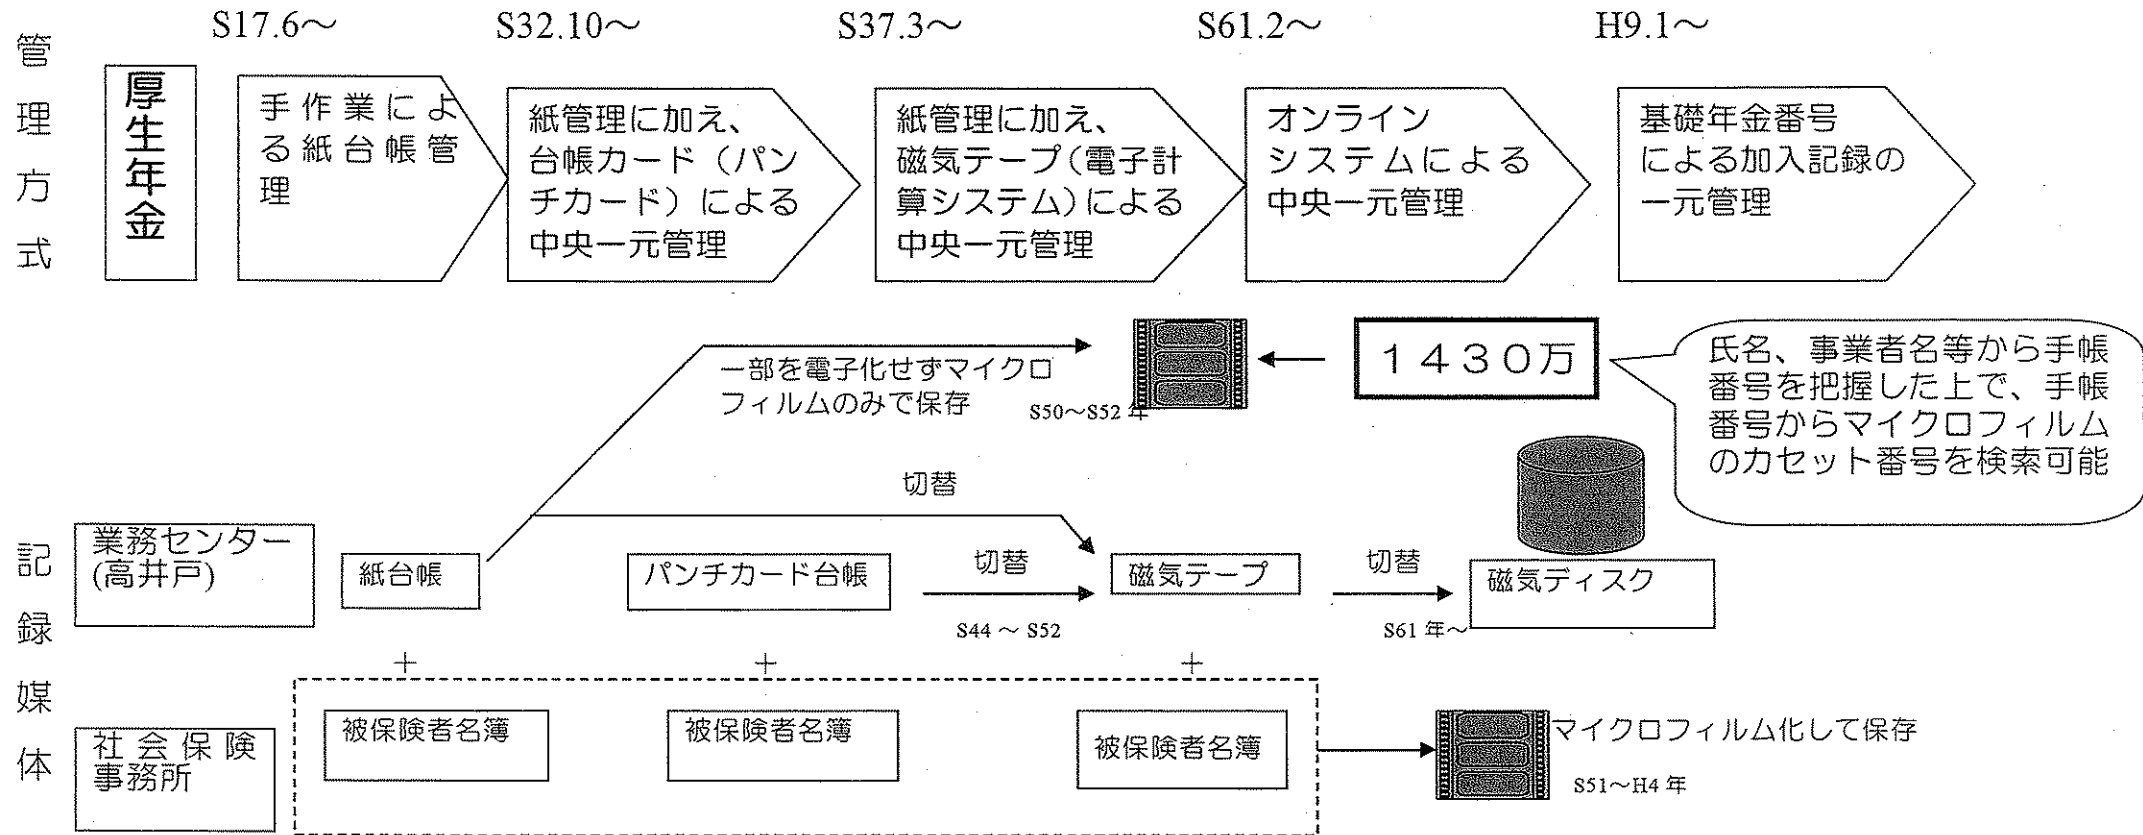 S17.6～
S32.10～
S37.3～
S61.2～
H9.1～
管理方式
厚生年金
手作業によ
る紙台帳管
理
紙管理に加え、
台帳カード（パン
チカード）による
中央一元管理
紙管理に加え、
磁気テープ(電子計
算システム)による
中央一元管理
オンライン
システムによる
中央一元管理
基礎年金番号
による加入記録の
一元管理
一部を電子化せずマイクロ
フィルムのみで保存
S50～S52 年
１４３０万
氏名、事業者名等から手帳
番号を把握した上で、手帳
番号からマイクロフィルム
のカセット番号を検索可能
切替
記録媒体
業務センター
(高井戸)
紙台帳
パンチカード台帳
切替
S44 ～ S52
磁気テープ
切替
S61 年～
磁気ディスク
＋
＋
＋
社会保険
事務所
被保険者名簿
被保険者名簿
被保険者名簿
マイクロフィルム化して保存
S51～H4 年